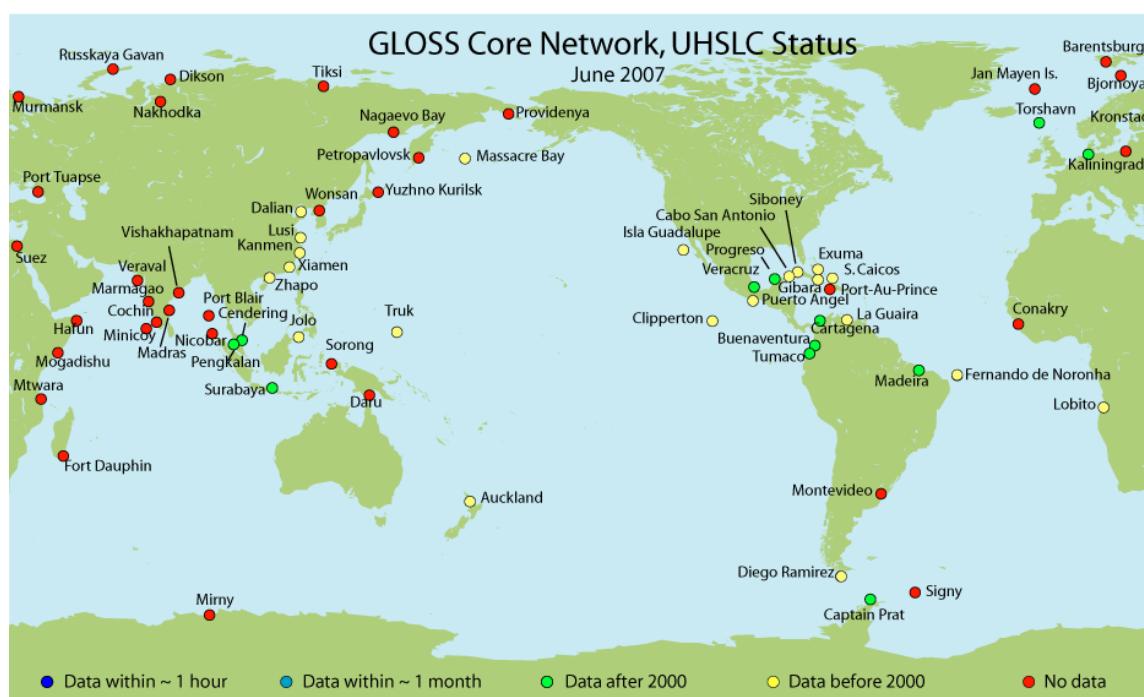 GLOSS Core Network, UHSLC Status
June 2007
Russkaya Gavan
Dikson
Tiksi
Barentsburg
Jan Mayen Is.
Bjornoya
Murmansk
Nakhodka
Providenya
Torshavn
Kronstad
Nagaevo Bay
Petropavlovsk
Massacre Bay
Kaliningrad
Port Tuapse
Wonsan
Yuzhno Kurilsk
Siboney
Dalian
Cabo San Antonio
Vishakhapatnam
Lusi
Isla Guadalupe
Kanmen
Progreso
Exuma
Suez
Xiamen
Veraval
Veracruz
S. Caicos
Zhapo
Marmagao
Gibara
Port-Au-Prince
Port Blair
Puerto Angel
Cochin
Cendering
Truk
La Guaira
Conakry
Hafun
Minicoy
Jolo
Clipperton
Cartagena
Nicobar
Madras
Sorong
Buenaventura
Mogadishu
Pengkalan
Tumaco
Mtwara
Surabaya
Madeira
Fernando de Noronha
Daru
Lobito
Fort Dauphin
Montevideo
Auckland
Diego Ramirez
Signy
Mirny
Captain Prat
Data within ~ 1 hour
Data within ~ 1 month
Data after 2000
Data before 2000
No data